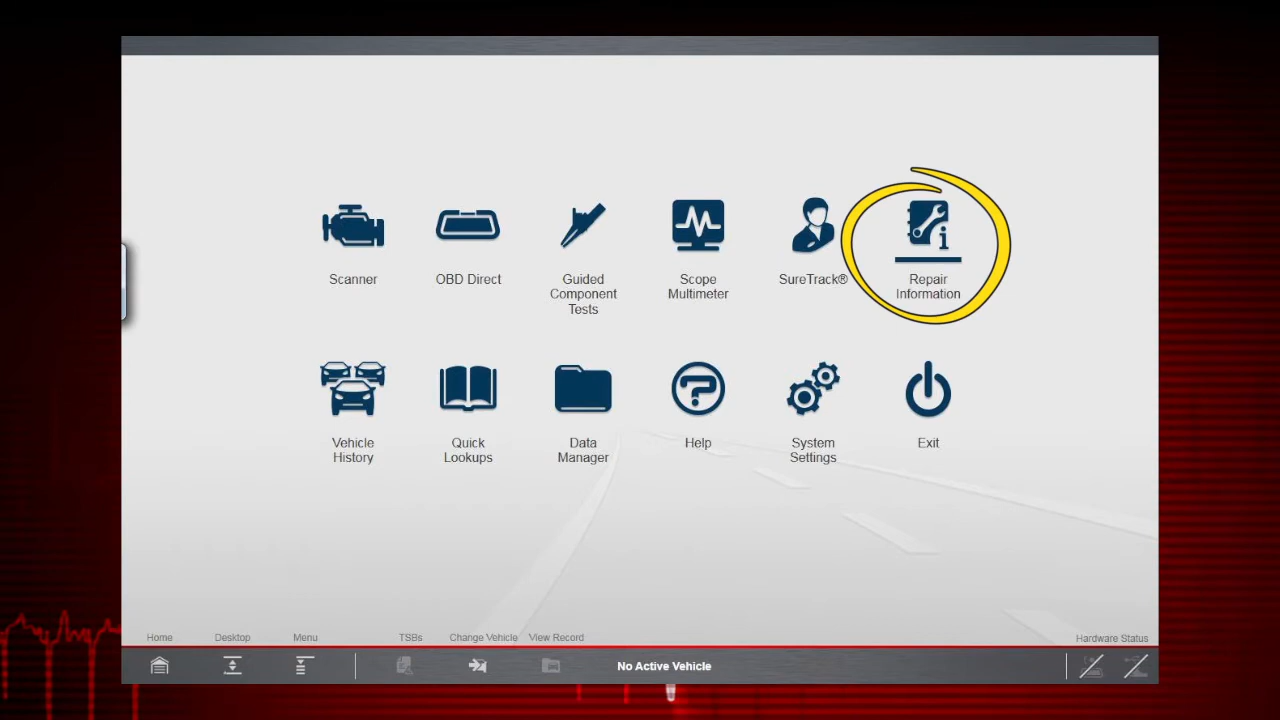 Scanner
OBD Direct
Guided
Component
Tests
Scope
Multimeter
SureTrack®
Repair
Information
Vehicle
History
Quick
Lookups
Data
Manager
Help
System
Settings
Exit
Home
Desktop
Menu
TSBs
Change Vehicle
View Record
Hardware Status
No Active Vehicle